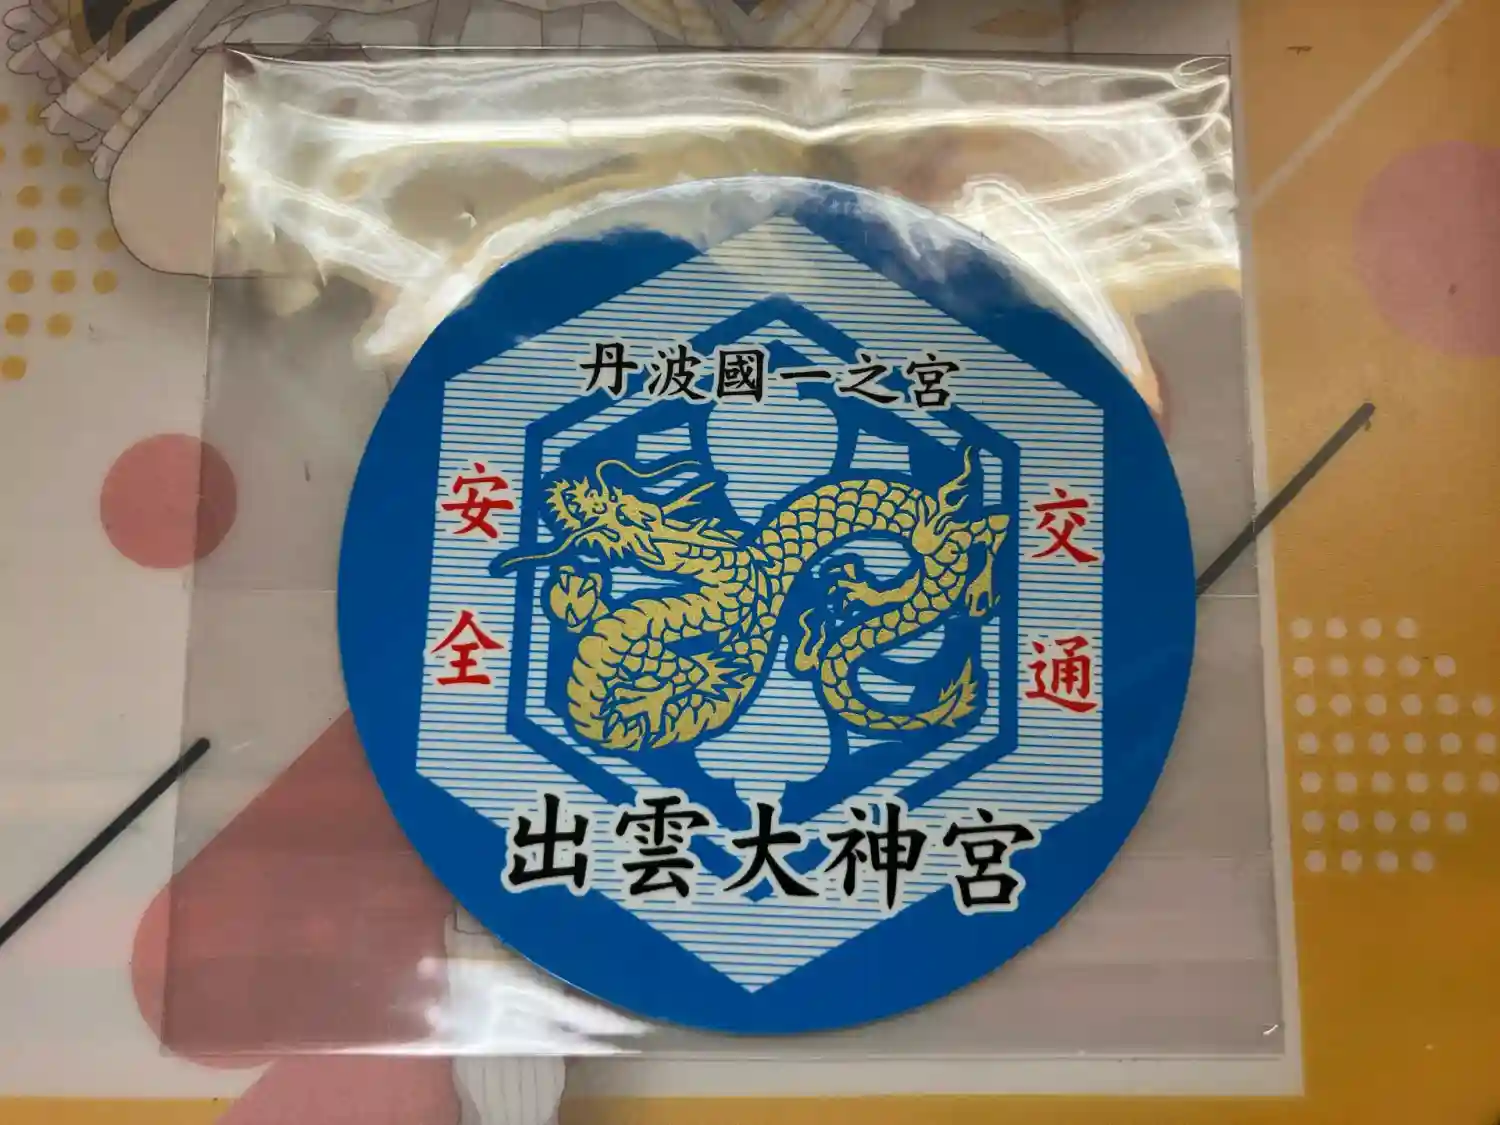 丹波國一之宮
交通
安全
出雲大神宮